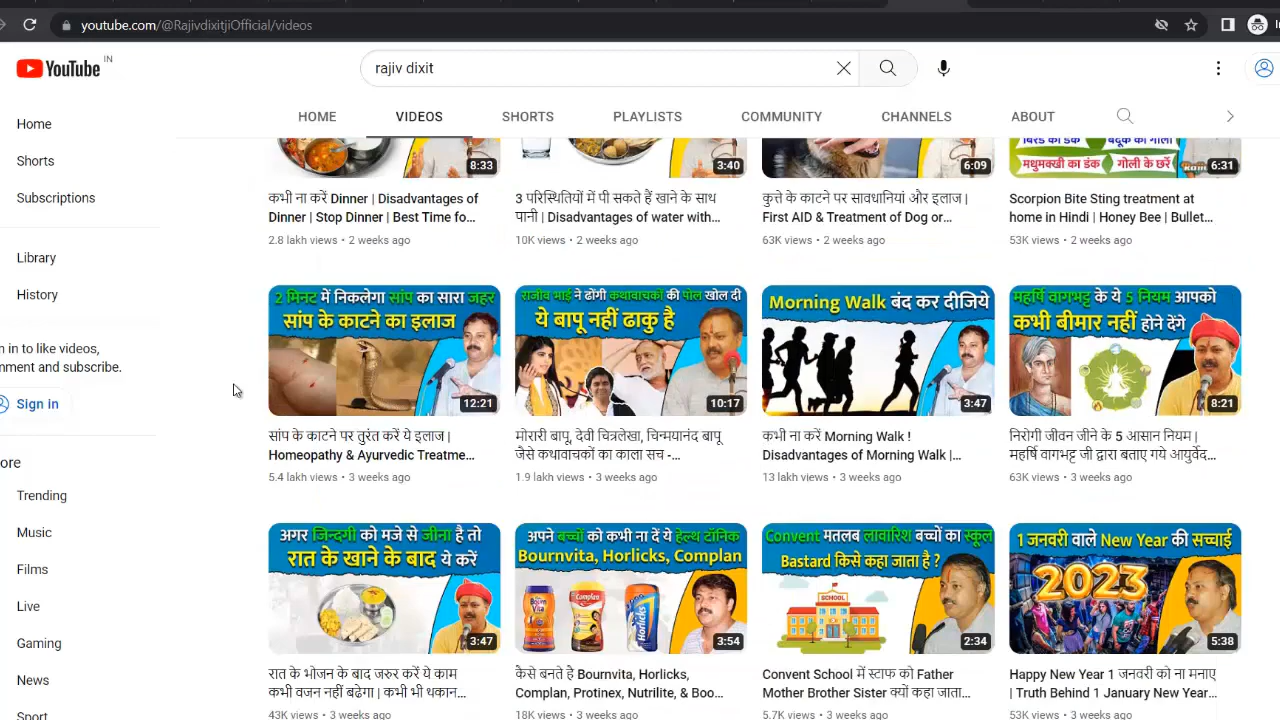 youtube.com/@RajivdixitjiOfficial/videos
YouTube IN
rajiv dixit
HOME VIDEOS SHORTS PLAYLISTS COMMUNITY CHANNELS ABOUT
Home
Shorts
Subscriptions
Library
History
n in to like videos,
nment and subscribe.
Sign in
ore
Trending
Music
Films
Live
Gaming
News
Sport
8:33
कभी ना करें Dinner | Disadvantages of
Dinner | Stop Dinner | Best Time fo...
2.8 lakh views • 2 weeks ago
3:40
3 परिस्थितियों में पी सकते हैं खाने के साथ
पानी | Disadvantages of water with...
10K views • 2 weeks ago
6:09
कुत्ते के काटने पर सावधानियां और इलाज |
First AID & Treatment of Dog or...
63K views • 2 weeks ago
मधुमक्खी का डंक गोली के छर्रे
6:31
Scorpion Bite Sting treatment at
home in Hindi | Honey Bee | Bullet...
53K views • 2 weeks ago
2 मिनट में निकलेगा सांप का सारा जहर
सांप के काटने का इलाज
12:21
सांप के काटने पर तुरंत करें ये इलाज |
Homeopathy & Ayurvedic Treatme...
5.4 lakh views • 3 weeks ago
राजीव भाई ने ढोंगी कथावाचकों की पोल खोल दी
ये बापू नहीं ढाकु है
10:17
मोरारी बापू, देवी चित्रलेखा, चिन्मयानंद बापू
जैसे कथावाचकों का काला सच -...
1.9 lakh views • 3 weeks ago
Morning Walk बंद कर दीजिये
3:47
कभी ना करें Morning Walk !
Disadvantages of Morning Walk |...
13 lakh views • 3 weeks ago
महर्षि वागभट्ट के ये 5 नियम आपको
कभी बीमार नहीं होने देंगे
8:21
निरोगी जीवन जीने के 5 आसान नियम |
महर्षि वागभट्ट जी द्वारा बताए गये आयुर्वेद...
63K views • 3 weeks ago
अगर जिन्दगी को मजे से जीना है तो
रात के खाने के बाद ये करें
3:47
रात के भोजन के बाद जरुर करें ये काम
कभी वजन नहीं बढेगा | कभी भी थकान...
43K views • 3 weeks ago
अपने बच्चों को कभी ना दें ये हेल्थ टॉनिक
Bournvita, Horlicks, Complan
Complan
Horlicks
3:54
कैसे बनते है Bournvita, Horlicks,
Complan, Protinex, Nutrilite, & Boo...
18K views • 3 weeks ago
Convent मतलब लावारिश बच्चों का स्कूल
Bastard किसे कहा जाता है ?
SCHOOL
2:34
Convent School में स्टाफ को Father
Mother Brother Sister क्यों कहा जाता...
5.7K views • 3 weeks ago
1 जनवरी वाले New Year की सच्चाई
2023
5:38
Happy New Year 1 जनवरी को ना मनाए
| Truth Behind 1 January New Year...
53K views • 3 weeks ago